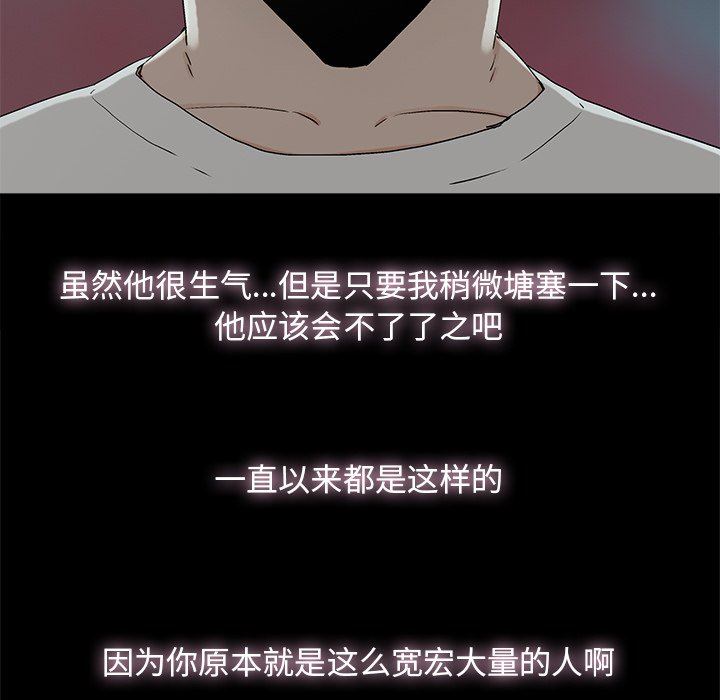 虽然他很生气...但是只要我稍微塘塞一下...
他应该会不了了之吧
一直以来都是这样的
因为你原本就是这么宽宏大量的人啊